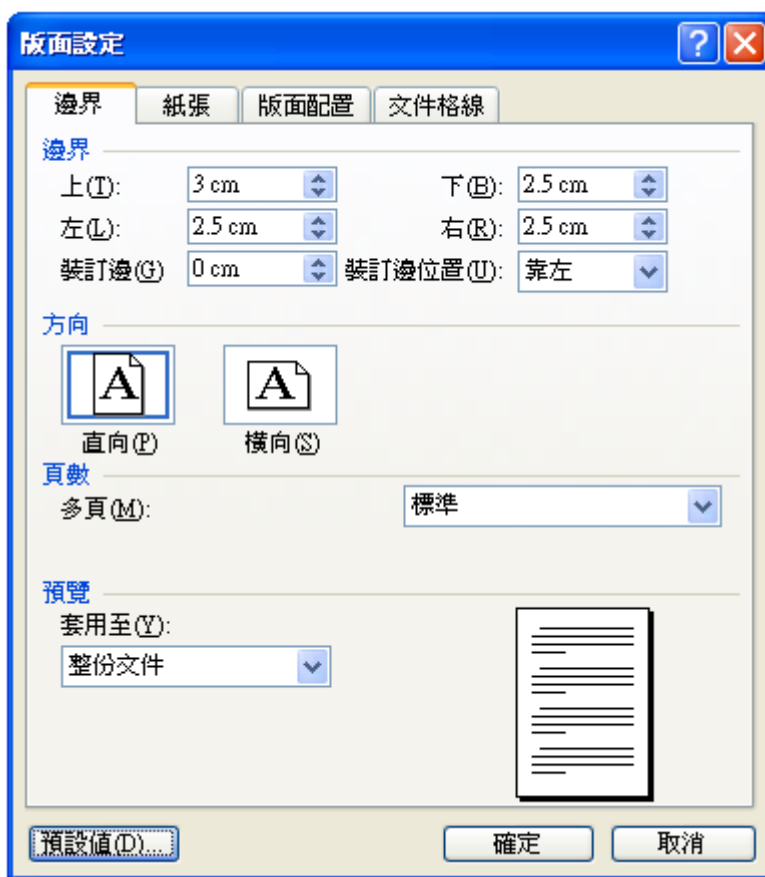 版面設定
邊界 紙張 版面配置 文件格線
邊界
上(T): 3 cm 下(B): 2.5 cm
左(L): 2.5 cm 右(R): 2.5 cm
裝訂邊(G) 0 cm 裝訂邊位置(U): 靠左
方向
A A
直向(P) 橫向(S)
頁數
多頁(M): 標準
預覽
套用至(Y):
整份文件
預設值(D)... 確定 取消